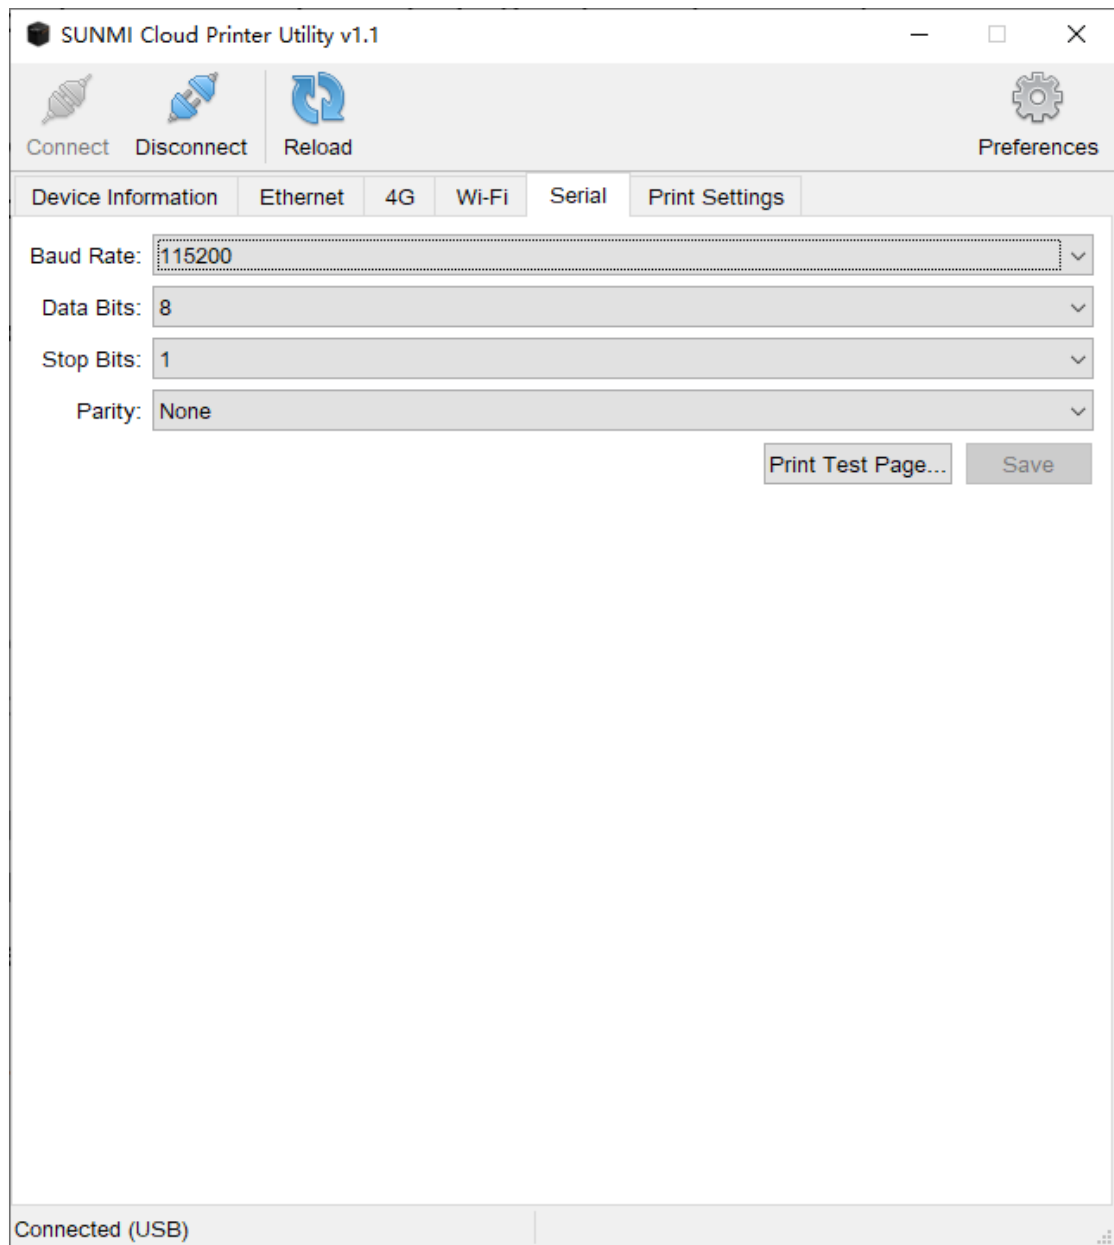 SUNMI Cloud Printer Utility v1.1
Connect Disconnect Reload Preferences
Device Information Ethernet 4G Wi-Fi Serial Print Settings
Baud Rate: 115200
Data Bits: 8
Stop Bits: 1
Parity: None
Print Test Page... Save
Connected (USB)